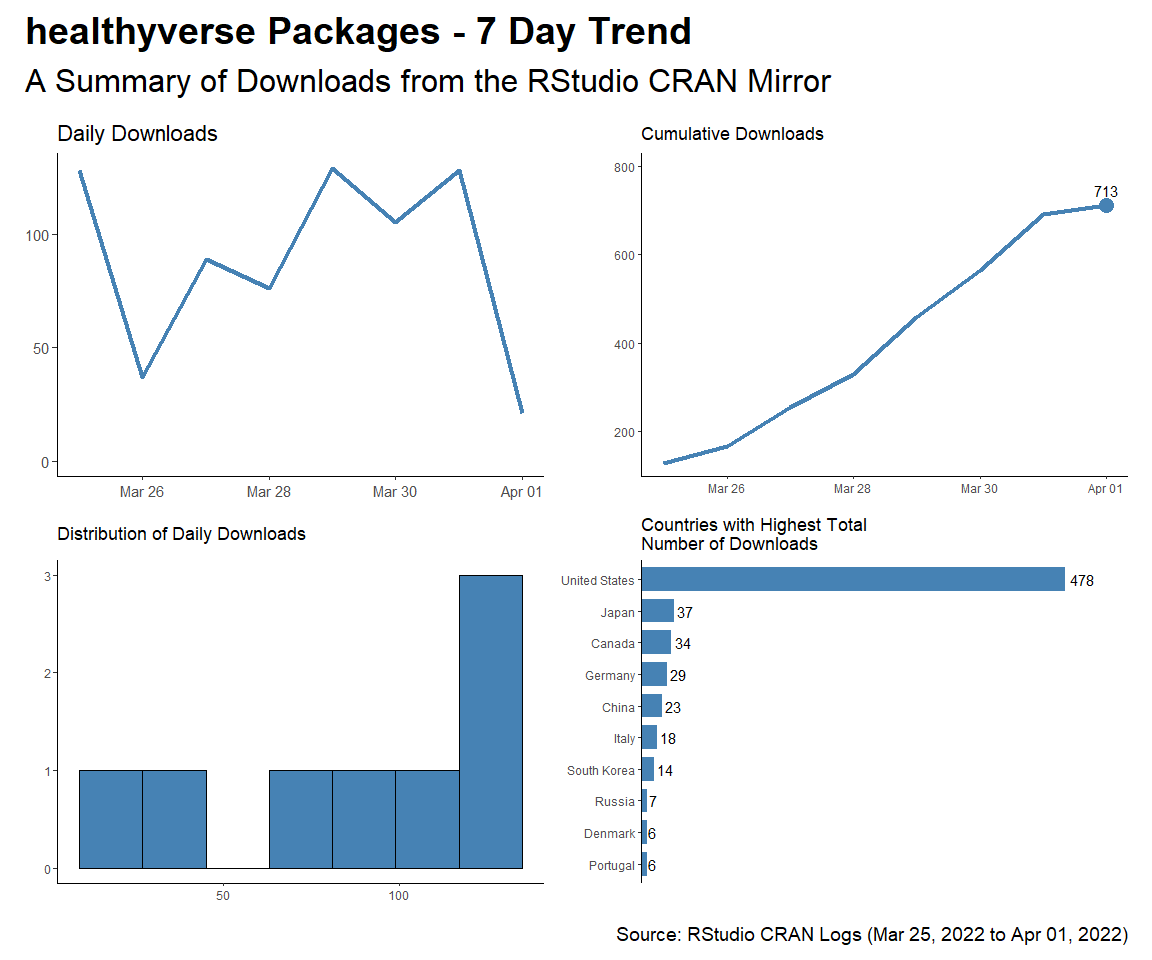 healthyverse Packages - 7 Day Trend
A Summary of Downloads from the RStudio CRAN Mirror
Daily Downloads
100
50
0
Mar 26 Mar 28 Mar 30 Apr 01
Cumulative Downloads
800
600
400
200
713
Mar 26 Mar 28 Mar 30 Apr 01
Distribution of Daily Downloads
3
2
1
0
50 100
Countries with Highest Total
Number of Downloads
United States 478
Japan 37
Canada 34
Germany 29
China 23
Italy 18
South Korea 14
Russia 7
Denmark 6
Portugal 6
Source: RStudio CRAN Logs (Mar 25, 2022 to Apr 01, 2022)